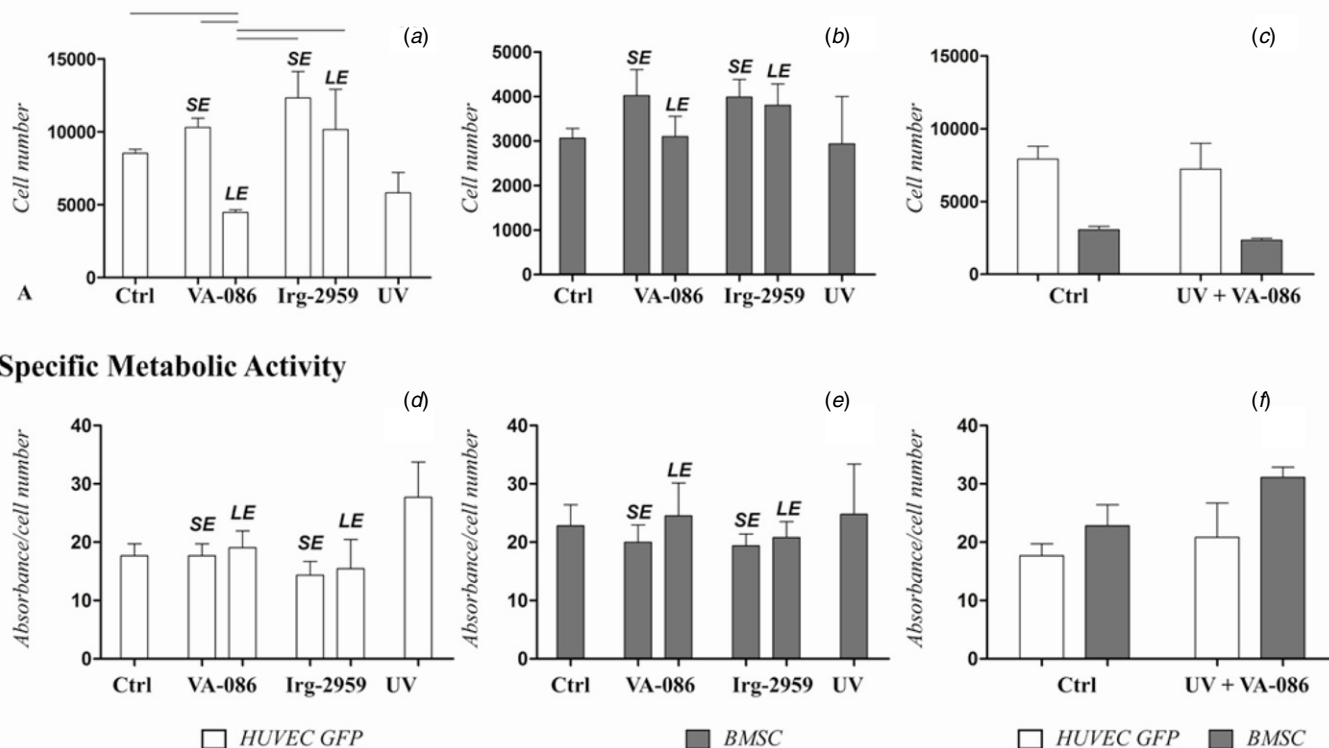 (a)
15000
10000
5000
0
Cell number
SE
LE
SE
LE
A
Ctrl VA-086 Irg-2959 UV
(b)
5000
4000
3000
2000
1000
0
Cell number
SE
LE
SE
LE
Ctrl VA-086 Irg-2959 UV
(c)
15000
10000
5000
0
Cell number
Ctrl UV + VA-086
Specific Metabolic Activity
(d)
40
30
20
10
0
Absorbance/cell number
SE
LE
SE
LE
Ctrl VA-086 Irg-2959 UV
(e)
40
30
20
10
0
Absorbance/cell number
SE
LE
SE
LE
Ctrl VA-086 Irg-2959 UV
(f)
40
30
20
10
0
Absorbance/cell number
Ctrl UV + VA-086
HUVEC GFP
BMSC
HUVEC GFP BMSC